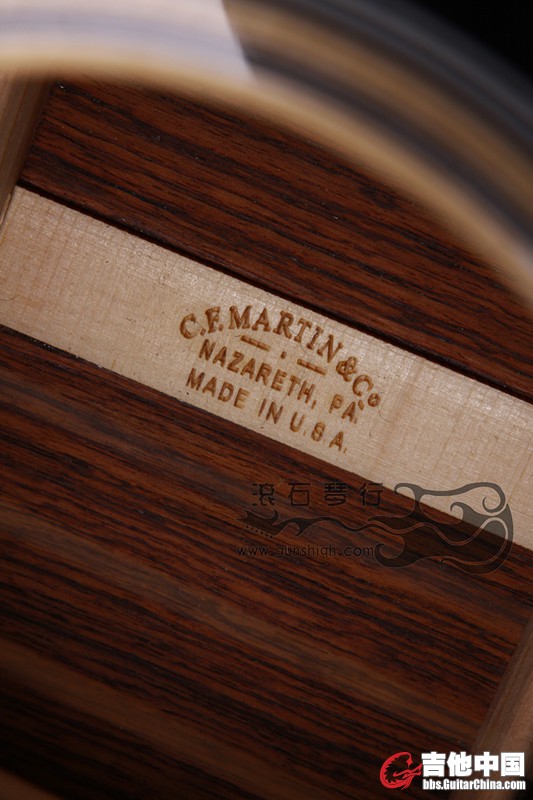 C.F. MARTIN & Co
NAZARETH, PA.
MADE IN U.S.A.
滚石琴行
www.gunshigh.com
吉他中国
bbs.GuitarChina.com